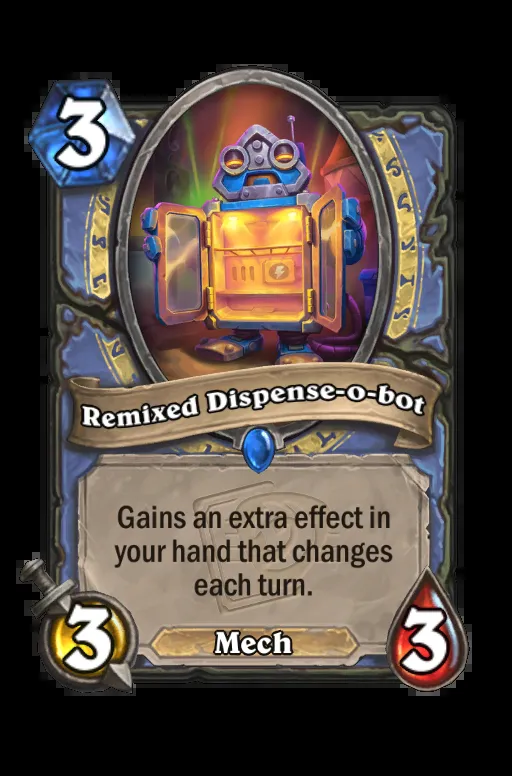 3
Remixed Dispense-o-bot
Gains an extra effect in
your hand that changes
each turn.
3
Mech
3